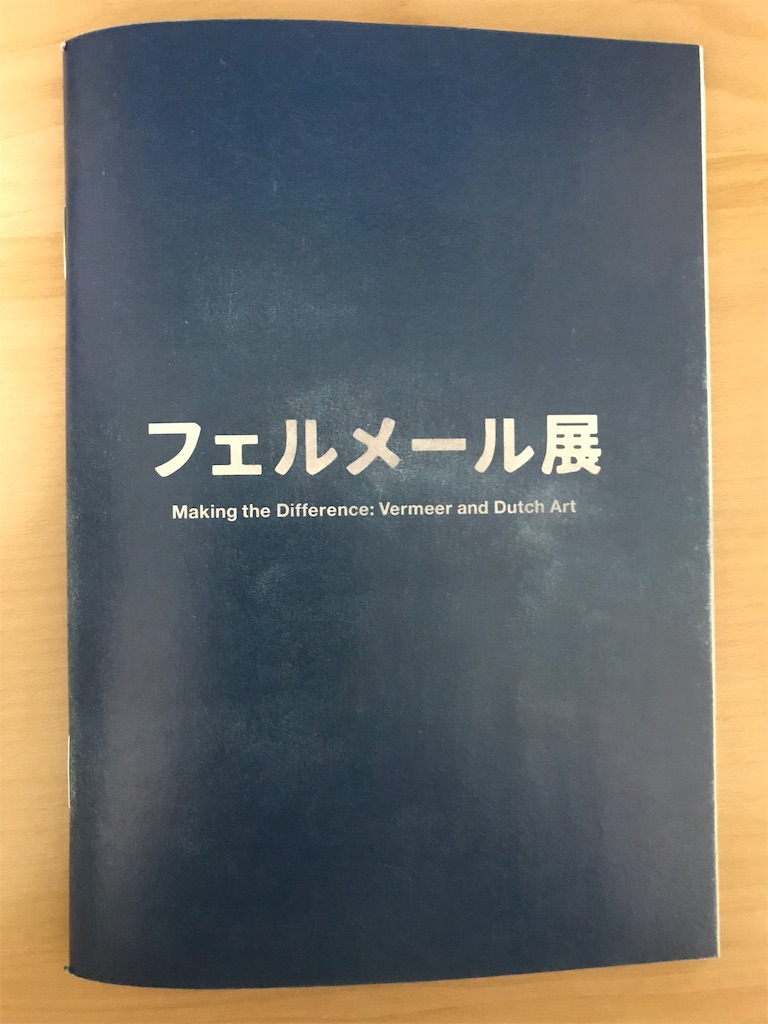 フェルメール展
Making the Difference: Vermeer and Dutch Art